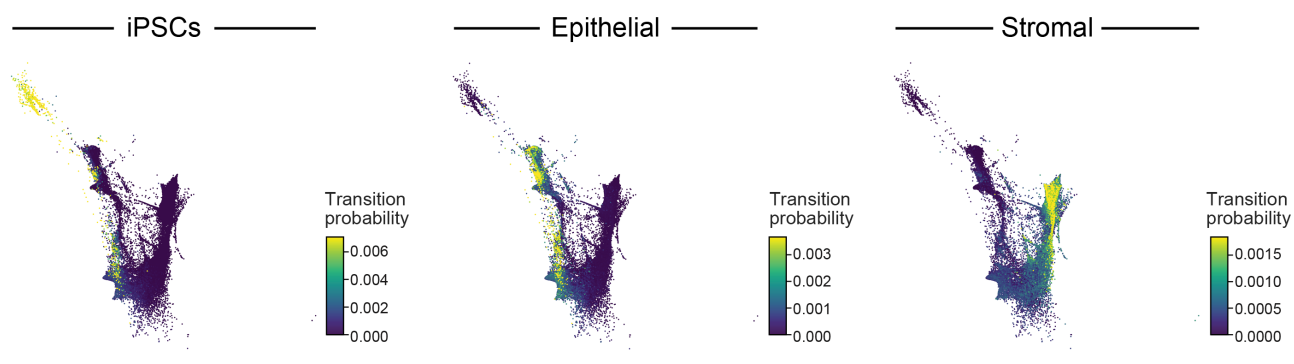 iPSCs
Epithelial
Stromal
Transition
probability
0.006
0.004
0.002
0.000
Transition
probability
0.003
0.002
0.001
0.000
Transition
probability
0.0015
0.0010
0.0005
0.0000